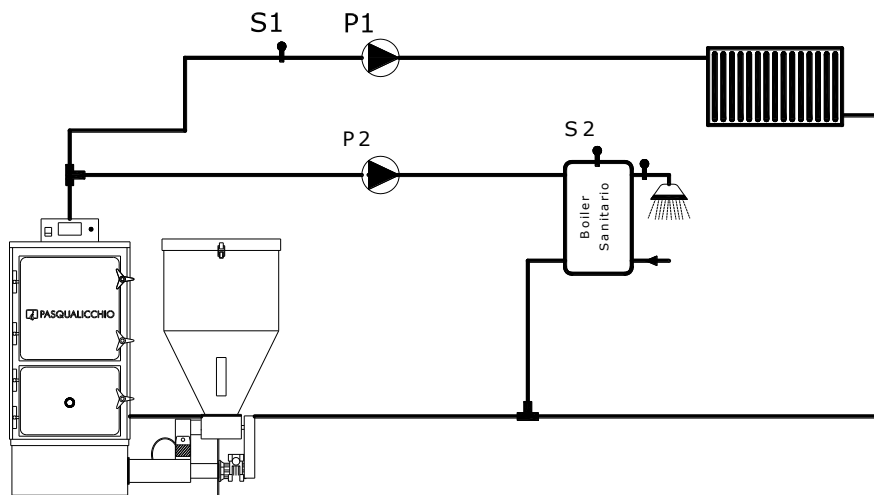 S1 P1
P2
S2
Boiler
Sanitario
PASQUALICCHIO